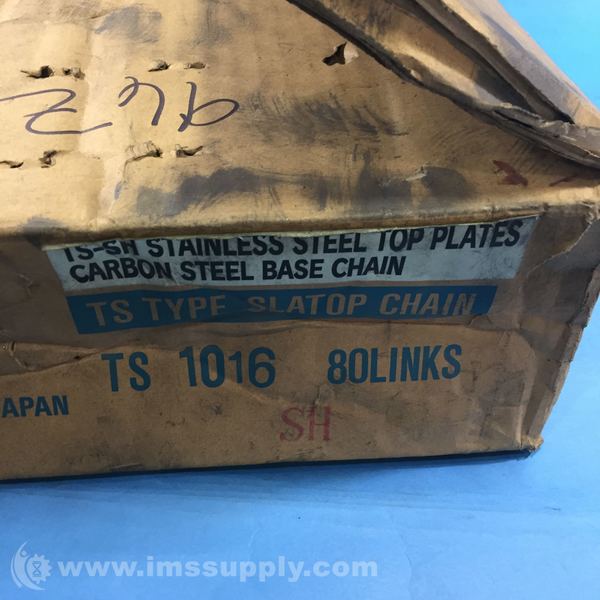 TS-SH STAINLESS STEEL TOP PLATES
CARBON STEEL BASE CHAIN
TS TYPE SLATOP CHAIN
TS 1016 80LINKS
JAPAN
SH
www.imssupply.com